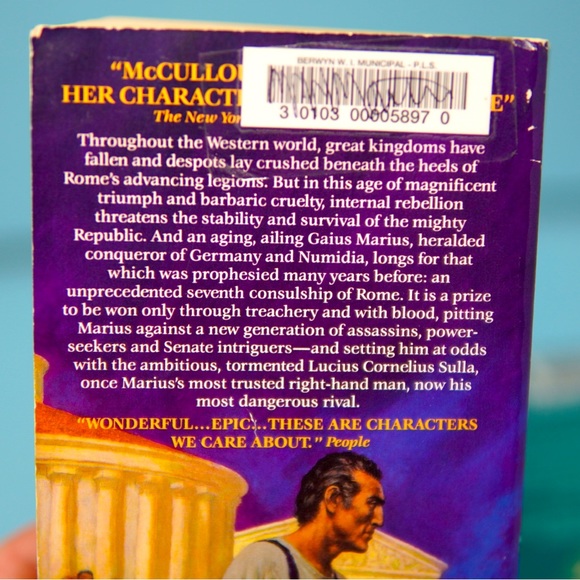 "McCULLOU
BERWYN W. I. MUNICIPAL - P.L.S.
HER CHARACTE E"
3 0103 00005897 0
The New Yor
Throughout the Western world, great kingdoms have
fallen and despots lay crushed beneath the heels of
Rome's advancing legions. But in this age of magnificent
triumph and barbaric cruelty, internal rebellion
threatens the stability and survival of the mighty
Republic. And an aging, ailing Gaius Marius, heralded
conqueror of Germany and Numidia, longs for that
which was prophesied many years before: an
unprecedented seventh consulship of Rome. It is a prize
to be won only through treachery and with blood, pitting
Marius against a new generation of assassins, power-
seekers and Senate intriguers—and setting him at odds
with the ambitious, tormented Lucius Cornelius Sulla,
once Marius's most trusted right-hand man, now his
most dangerous rival.
"WONDERFUL...EPIC...THESE ARE CHARACTERS
WE CARE ABOUT." People